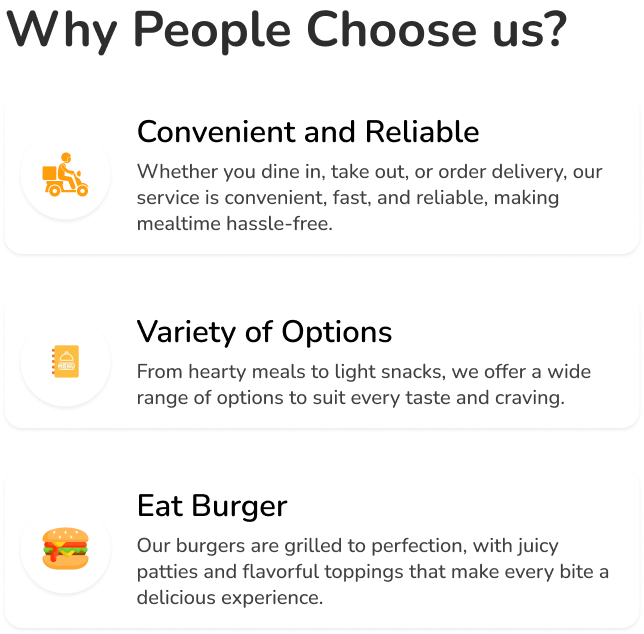 Why People Choose us?
Convenient and Reliable
Whether you dine in, take out, or order delivery, our
service is convenient, fast, and reliable, making
mealtime hassle-free.
Variety of Options
From hearty meals to light snacks, we offer a wide
range of options to suit every taste and craving.
Eat Burger
Our burgers are grilled to perfection, with juicy
patties and flavorful toppings that make every bite a
delicious experience.